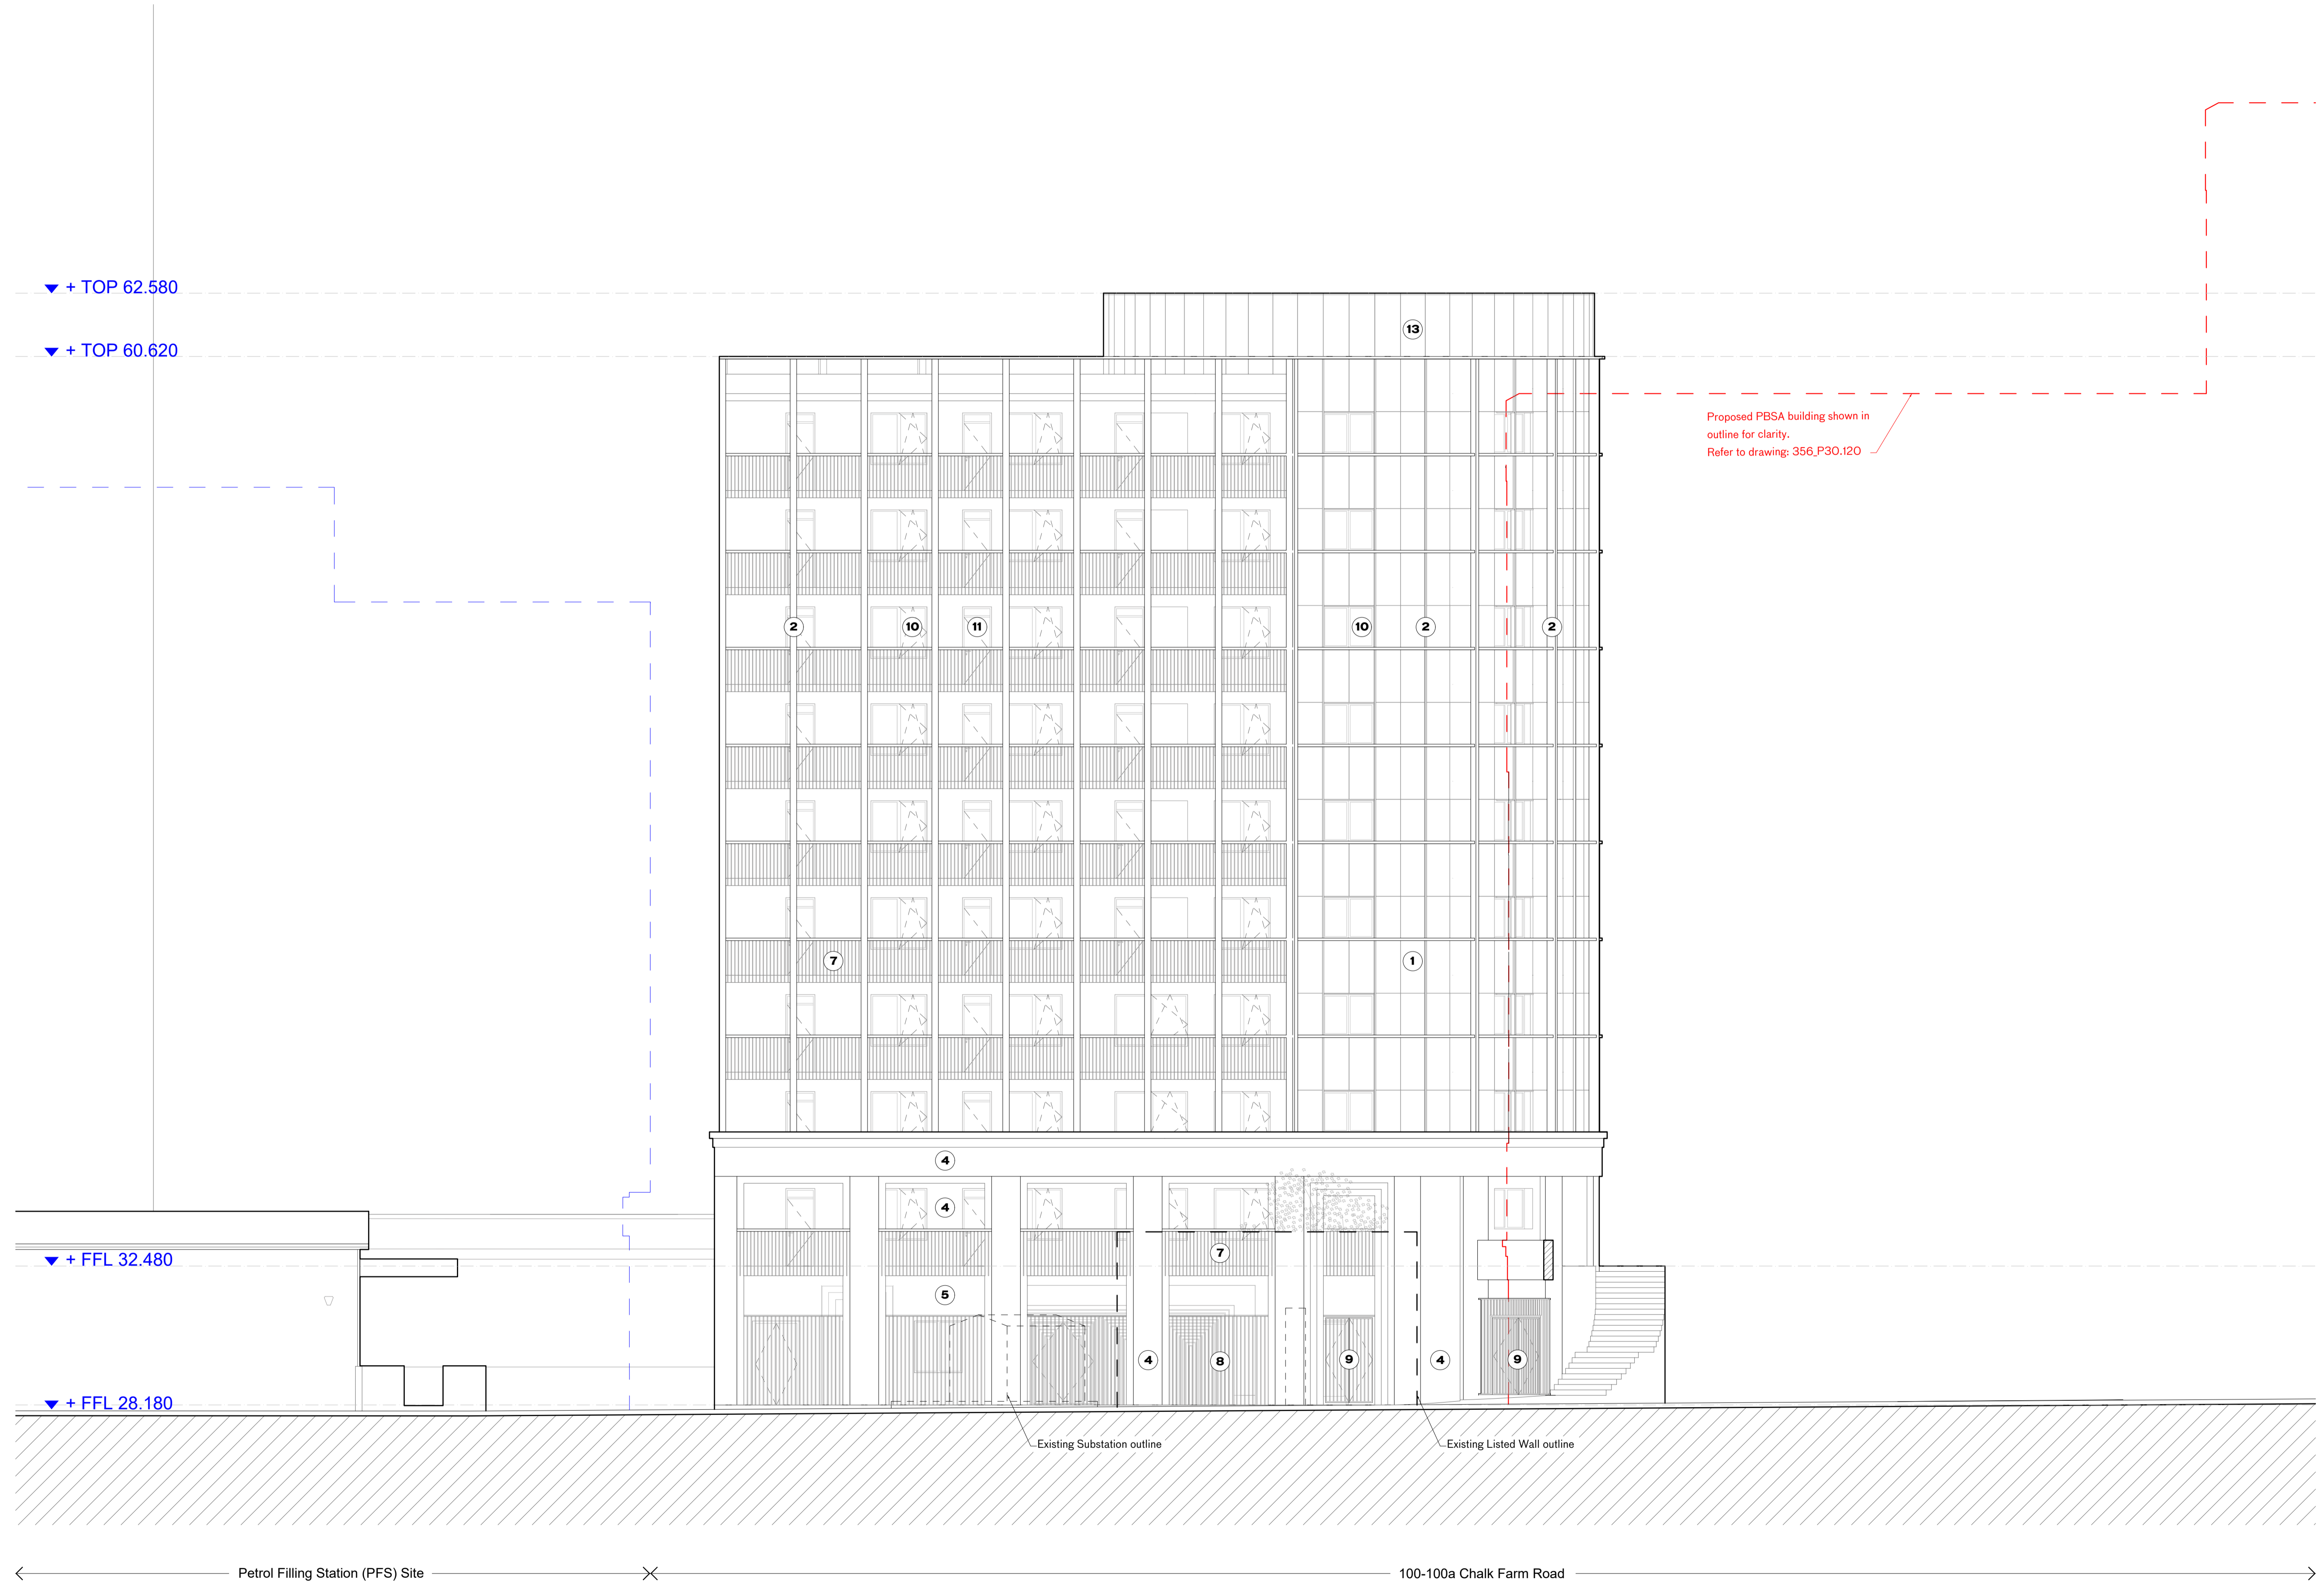 + TOP 62.580
13
+ TOP 60.620
Proposed PBSA building shown in
outline for clarity.
Refer to drawing: 356_P30.120
2
10
11
10
2
2
7
1
4
4
7
+ FFL 32.480
5
4
8
9
4
9
+ FFL 28.180
Existing Substation outline
Existing Listed Wall outline
Petrol Filling Station (PFS) Site
100-100a Chalk Farm Road